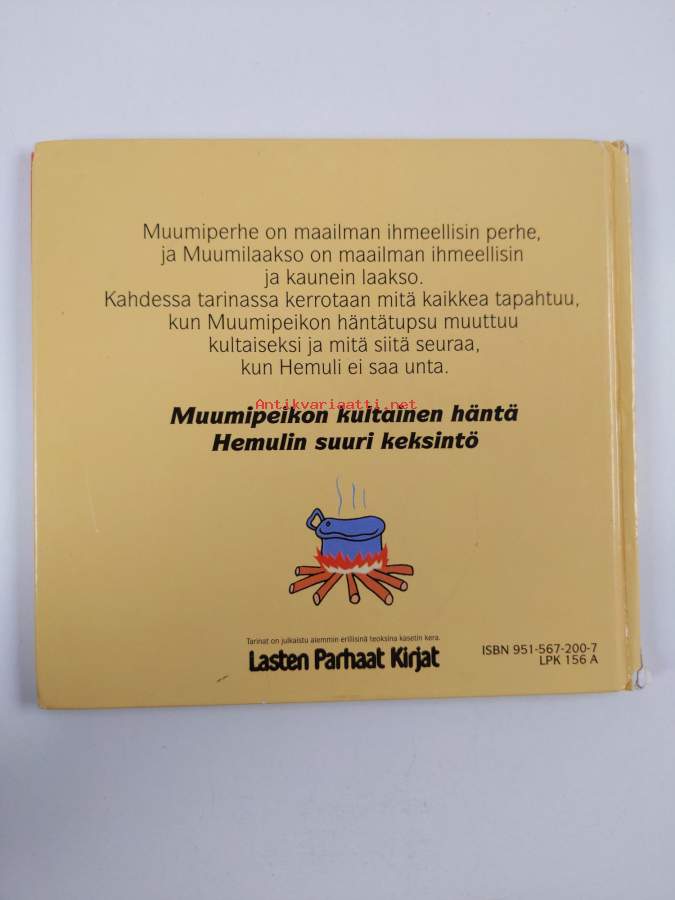 Muumiperhe on maailman ihmeellisin perhe,
ja Muumilaakso on maailman ihmeellisin
ja kaunein laakso.
Kahdessa tarinassa kerrotaan mitä kaikkea tapahtuu,
kun Muumipeikon häntätupsu muuttuu
kultaiseksi ja mitä siitä seuraa,
kun Hemuli ei saa unta.
Antikvariaatti.net
Muumipeikon kultainen häntä
Hemulin suuri keksintö
Tarinat on julkaistu aiemmin erillisinä teoksina kasetin kera.
Lasten Parhaat Kirjat
ISBN 951-567-200-7
LPK 156 A